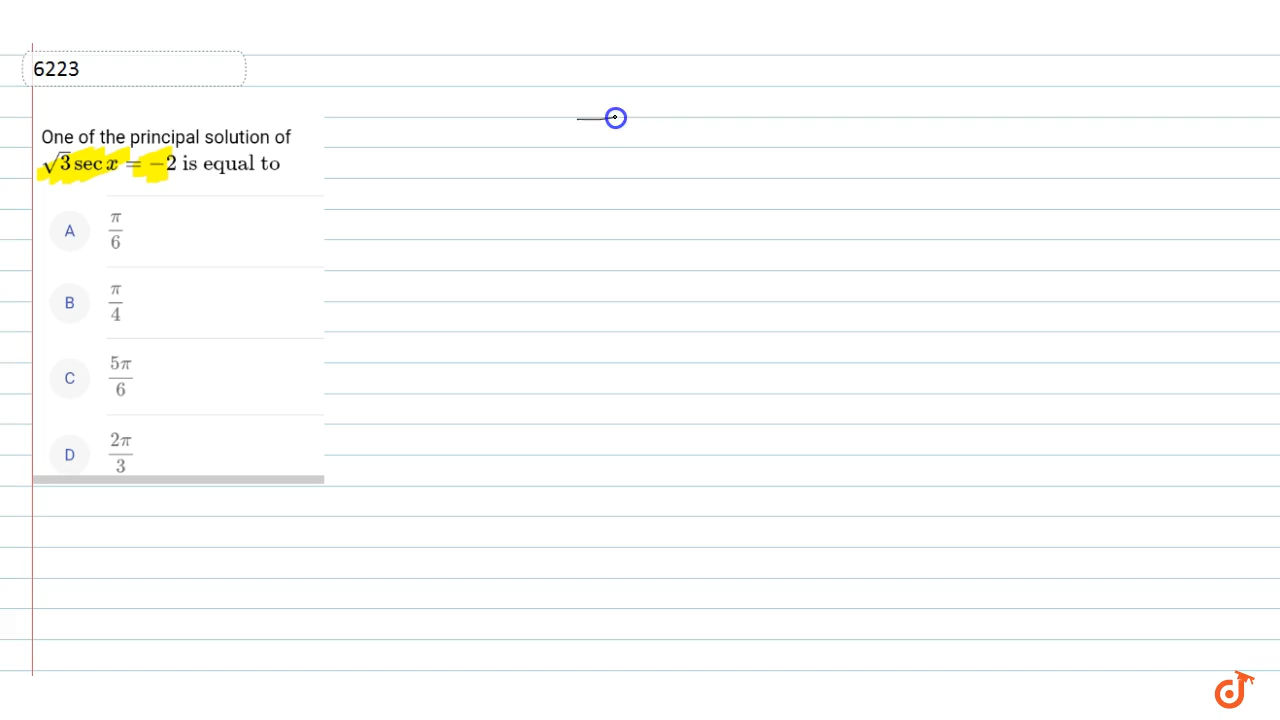 6223
One of the principal solution of
√3 sec x = −2 is equal to
A π/6
B π/4
C 5π/6
D 2π/3